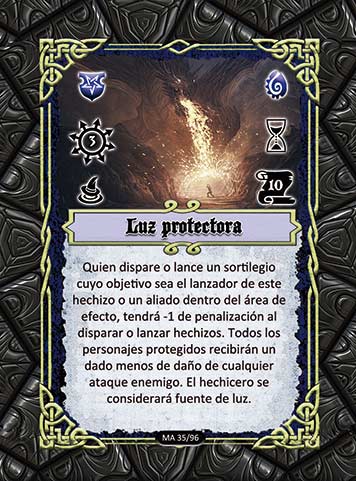 3
10
Luz protectora
Quien dispare o lance un sortilegio
cuyo objetivo sea el lanzador de este
hechizo o un aliado dentro del área de
efecto, tendrá -1 de penalización al
disparar o lanzar hechizos. Todos los
personajes protegidos recibirán un
dado menos de daño de cualquier
ataque enemigo. El hechicero se
considerará fuente de luz.
MA 35/96